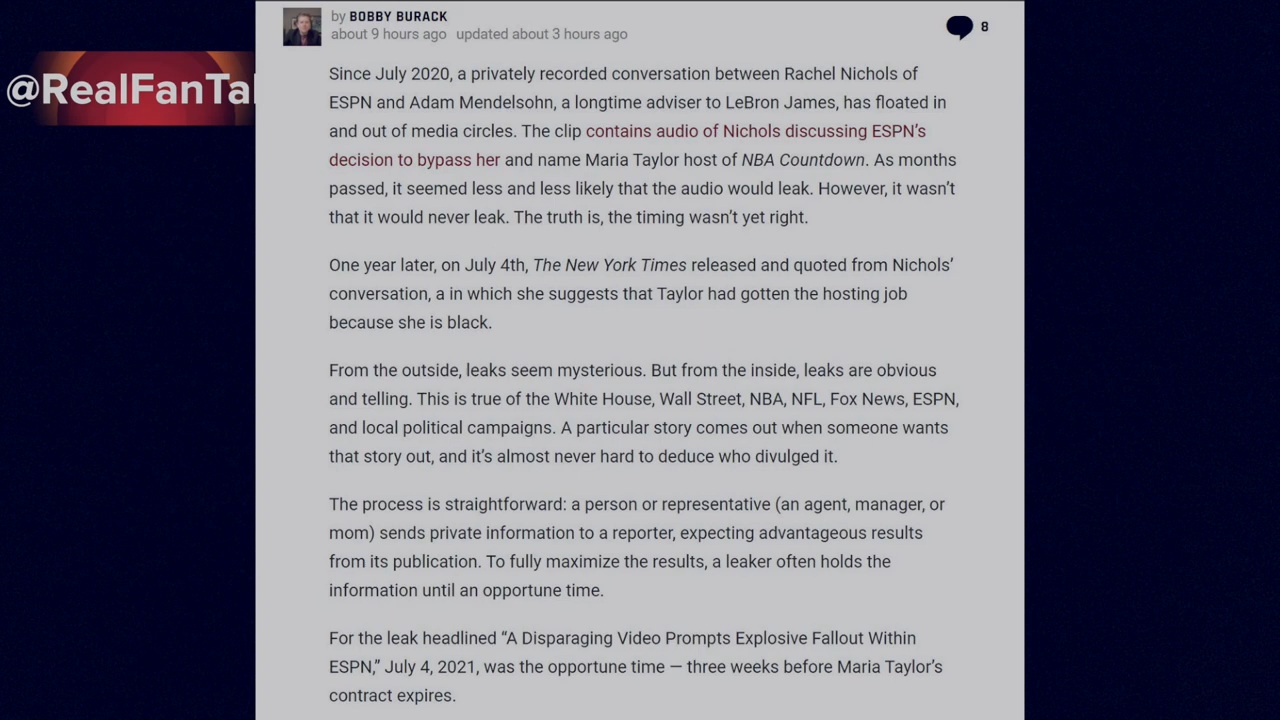 by BOBBY BURACK
about 9 hours ago updated about 3 hours ago
8
@RealFanTal
Since July 2020, a privately recorded conversation between Rachel Nichols of
ESPN and Adam Mendelsohn, a longtime adviser to LeBron James, has floated in
and out of media circles. The clip contains audio of Nichols discussing ESPN’s
decision to bypass her and name Maria Taylor host of NBA Countdown. As months
passed, it seemed less and less likely that the audio would leak. However, it wasn’t
that it would never leak. The truth is, the timing wasn’t yet right.
One year later, on July 4th, The New York Times released and quoted from Nichols’
conversation, a in which she suggests that Taylor had gotten the hosting job
because she is black.
From the outside, leaks seem mysterious. But from the inside, leaks are obvious
and telling. This is true of the White House, Wall Street, NBA, NFL, Fox News, ESPN,
and local political campaigns. A particular story comes out when someone wants
that story out, and it’s almost never hard to deduce who divulged it.
The process is straightforward: a person or representative (an agent, manager, or
mom) sends private information to a reporter, expecting advantageous results
from its publication. To fully maximize the results, a leaker often holds the
information until an opportune time.
For the leak headlined “A Disparaging Video Prompts Explosive Fallout Within
ESPN,” July 4, 2021, was the opportune time — three weeks before Maria Taylor’s
contract expires.